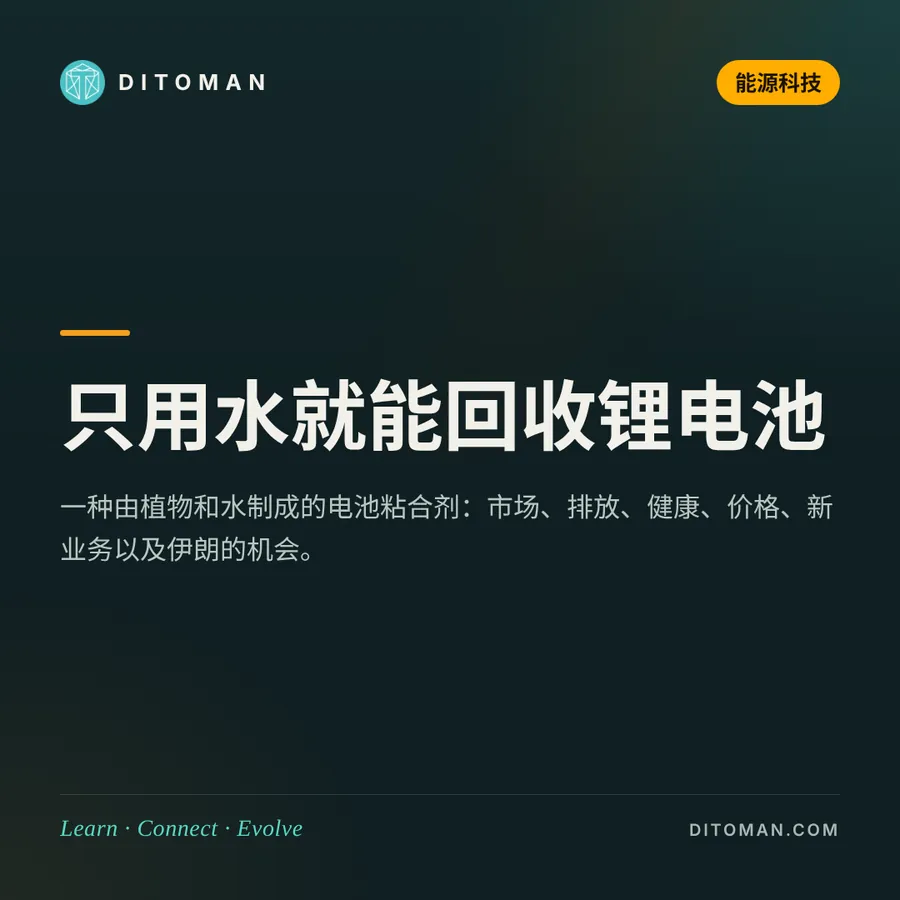 DITOMAN
能源科技
只用水就能回收锂电池
一种由植物和水制成的电池粘合剂：市场、排放、健康、价格、新
业务以及伊朗的机会。
Learn · Connect · Evolve
DITOMAN.COM